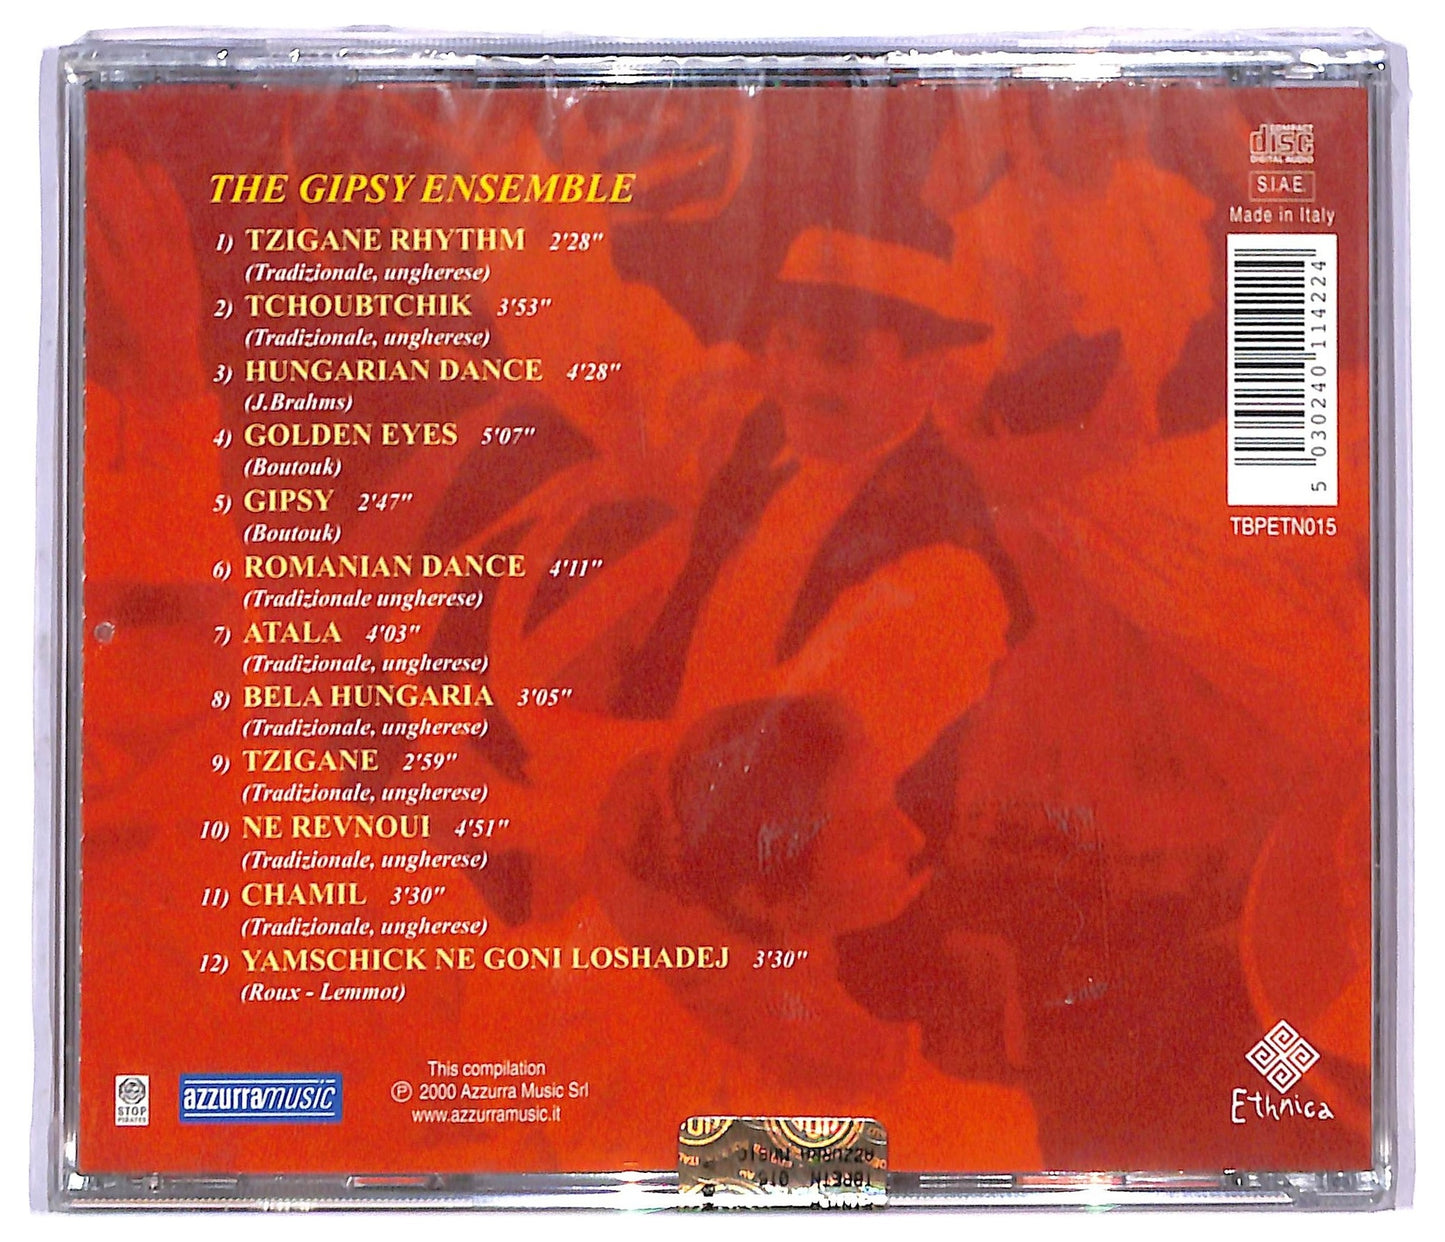 THE GIPSY ENSEMBLE
1) TZIGANE RHYTHM 2'28"
(Tradizionale, ungherese)
2) TCHOUBTCHIK 3'53"
(Tradizionale, ungherese)
3) HUNGARIAN DANCE 4'28"
(J.Brahms)
4) GOLDEN EYES 5'07"
(Boutouk)
5) GIPSY 2'47"
(Boutouk)
6) ROMANIAN DANCE 4'11"
(Tradizionale ungherese)
7) ATALA 4'03"
(Tradizionale, ungherese)
8) BELA HUNGARIA 3'05"
(Tradizionale, ungherese)
9) TZIGANE 2'59"
(Tradizionale, ungherese)
10) NE REVNOUI 4'51"
(Tradizionale, ungherese)
11) CHAMIL 3'30"
(Tradizionale, ungherese)
12) YAMSCHICK NE GONI LOSHADEJ 3'30"
(Roux - Lemmot)
COMPACT
disc
DIGITAL AUDIO
S.I.A.E.
Made in Italy
5 030240 114224
TBPETN015
STOP
PIRATES
azzurramusic
This compilation
℗ 2000 Azzurra Music Srl
www.azzurramusic.it
Ethnica
AZZURRA MUSIC